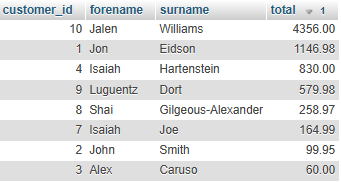 customer_id forename surname total 1
10 Jalen Williams 4356.00
1 Jon Eidson 1146.98
4 Isaiah Hartenstein 830.00
9 Luguentz Dort 579.98
8 Shai Gilgeous-Alexander 258.97
7 Isaiah Joe 164.99
2 John Smith 99.95
3 Alex Caruso 60.00